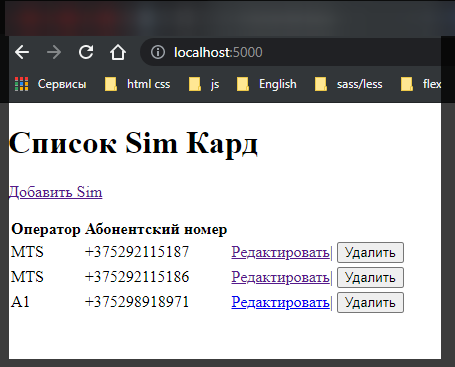 localhost:5000
Сервисы html css js English sass/less flex
Список Sim Кард
Добавить Sim
Оператор Абонентский номер
MTS +375292115187 Редактировать| Удалить
MTS +375292115186 Редактировать| Удалить
A1 +375298918971 Редактировать| Удалить